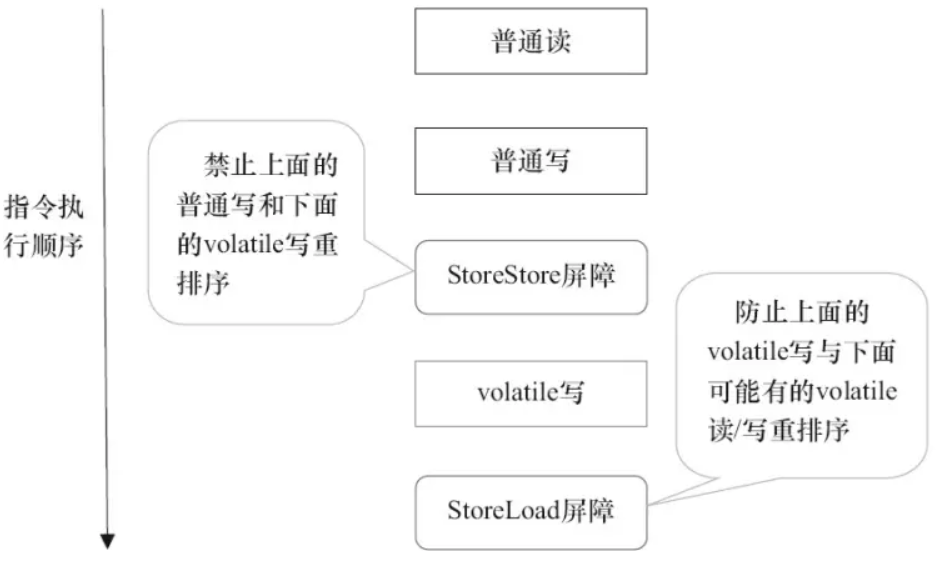 普通读
普通写
禁止上面的
普通写和下面
的volatile写重
排序
指令执
行顺序
StoreStore屏障
防止上面的
volatile写与下面
可能有的volatile
读/写重排序
volatile写
StoreLoad屏障